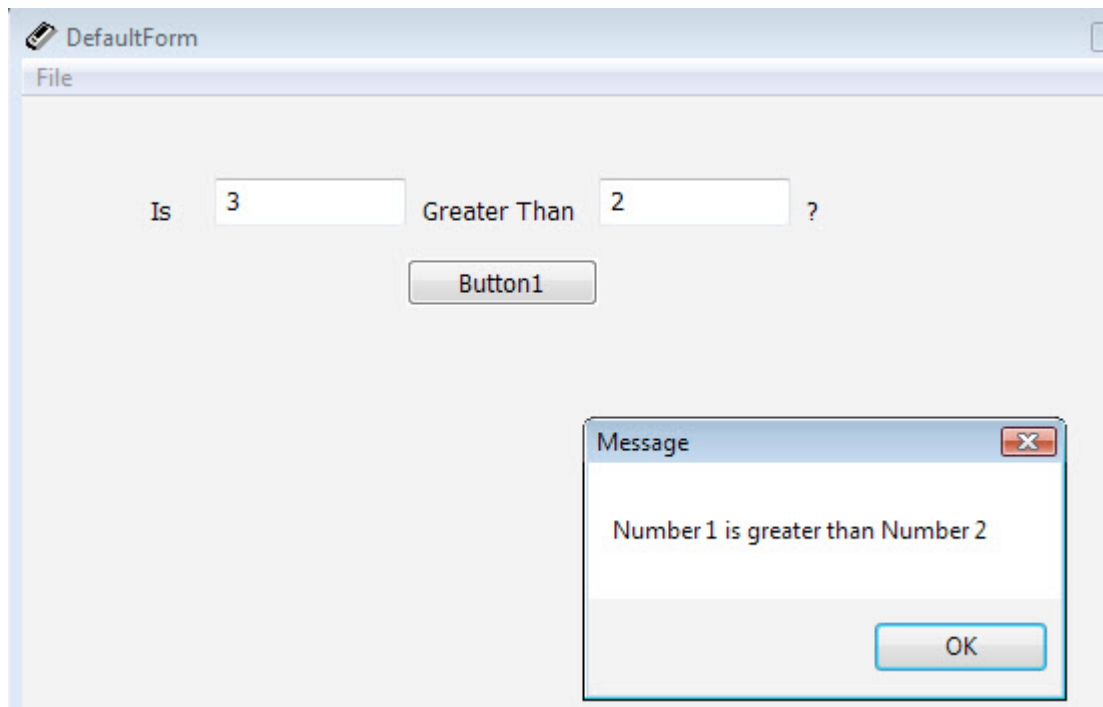 DefaultForm
File
Is 3 Greater Than 2 ?
Button1
Message
Number 1 is greater than Number 2
OK